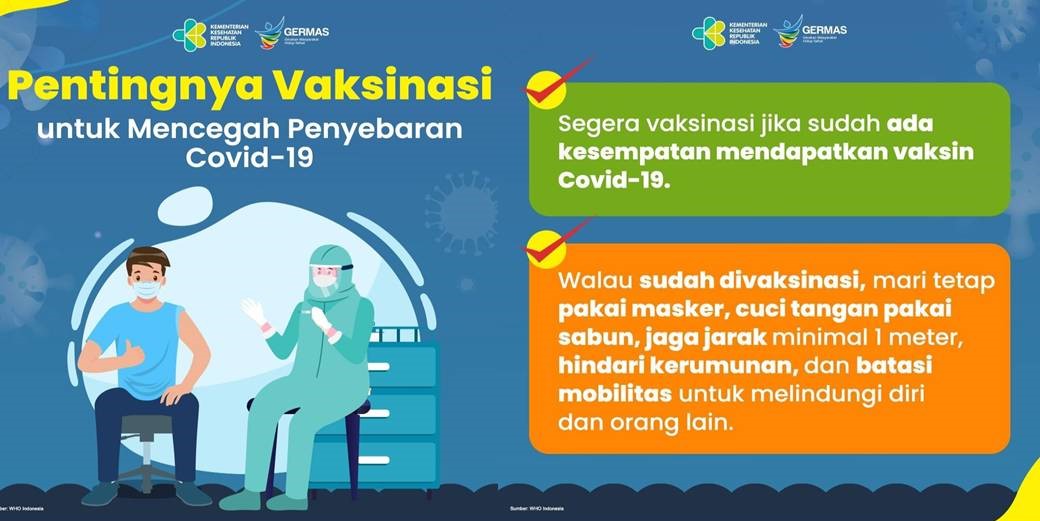 KEMENTERIAN
KESEHATAN
REPUBLIK
INDONESIA
GERMAS
Gerakan Masyarakat
Hidup Sehat
Pentingnya Vaksinasi
untuk Mencegah Penyebaran
Covid-19
ber: WHO Indonesia
KEMENTERIAN
KESEHATAN
REPUBLIK
INDONESIA
GERMAS
Gerakan Masyarakat
Hidup Sehat
Segera vaksinasi jika sudah ada
kesempatan mendapatkan vaksin
Covid-19.
Walau sudah divaksinasi, mari tetap
pakai masker, cuci tangan pakai
sabun, jaga jarak minimal 1 meter,
hindari kerumunan, dan batasi
mobilitas untuk melindungi diri
dan orang lain.
Sumber: WHO Indonesia